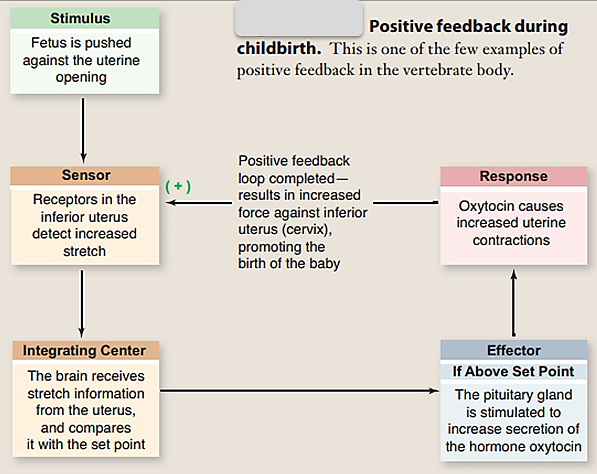 Stimulus
Fetus is pushed
against the uterine
opening
Positive feedback during
childbirth. This is one of the few examples of
positive feedback in the vertebrate body.
Sensor
Receptors in the
inferior uterus
detect increased
stretch
(+)
Positive feedback
loop completed—
results in increased
force against inferior
uterus (cervix),
promoting the
birth of the baby
Response
Oxytocin causes
increased uterine
contractions
Integrating Center
The brain receives
stretch information
from the uterus,
and compares
it with the set point
Effector
If Above Set Point
The pituitary gland
is stimulated to
increase secretion of
the hormone oxytocin